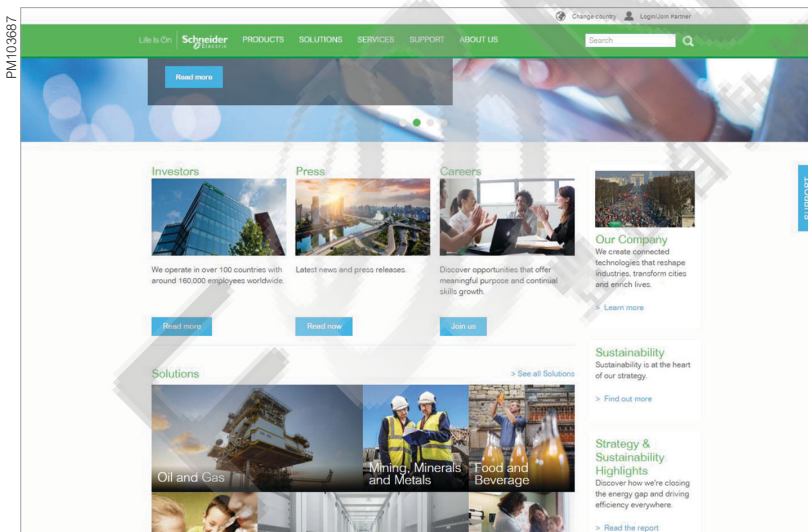 PM103687
Change country Login/Join Partner
Life Is On Schneider Electric PRODUCTS SOLUTIONS SERVICES SUPPORT ABOUT US Search
Read more
Investors
We operate in over 100 countries with
around 160,000 employees worldwide.
Read more
Press
Latest news and press releases.
Read now
Careers
Discover opportunities that offer
meaningful purpose and continual
skills growth.
Join us
Solutions
> See all Solutions
Oil and Gas
Mining, Minerals
and Metals
Food and
Beverage
Our Company
We create connected
technologies that reshape
industries, transform cities
and enrich lives.
> Learn more
Sustainability
Sustainability is at the heart
of our strategy.
> Find out more
Strategy &
Sustainability
Highlights
Discover how we're closing
the energy gap and driving
efficiency everywhere.
> Read the report
SUPPORT